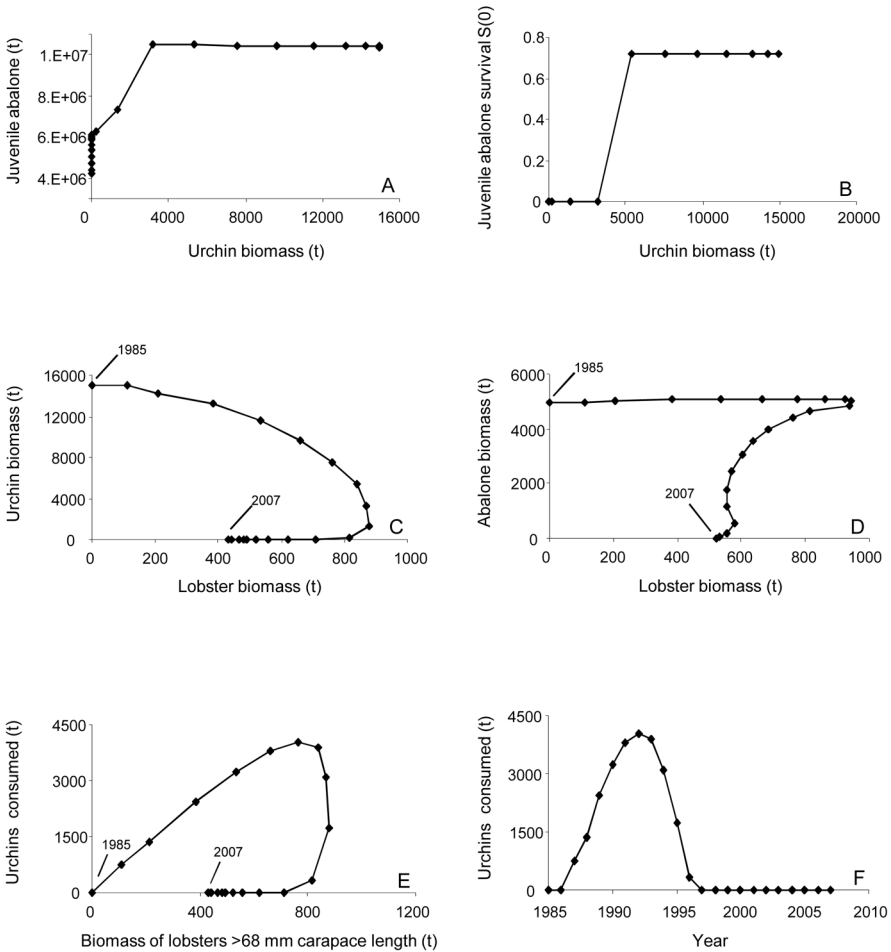 Juvenile abalone (t)
1.E+07
8.E+06
6.E+06
4.E+06
0
4000
8000
12000
16000
A
Urchin biomass (t)
Juvenile abalone survival S(0)
0.8
0.6
0.4
0.2
0
0
5000
10000
15000
20000
B
Urchin biomass (t)
Urchin biomass (t)
16000
12000
8000
4000
0
1985
2007
C
0
200
400
600
800
1000
Lobster biomass (t)
Abalone biomass (t)
6000
4000
2000
0
1985
2007
D
0
200
400
600
800
1000
Lobster biomass (t)
Urchins consumed (t)
4500
3000
1500
0
1985
2007
E
0
400
800
1200
Biomass of lobsters >68 mm carapace length (t)
Urchins consumed (t)
4500
3000
1500
0
F
1985
1990
1995
2000
2005
2010
Year